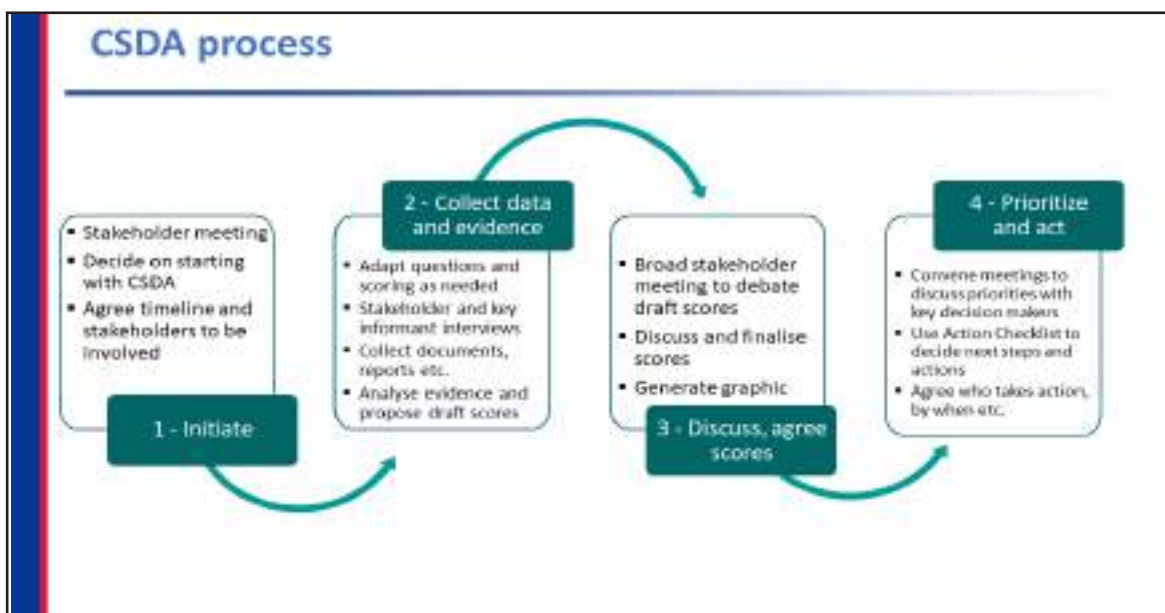 CSDA process
▪ Stakeholder meeting
▪ Decide on starting
with CSDA
▪ Agree timeline and
stakeholders to be
involved
1 - Initiate
2 - Collect data
and evidence
▪ Adapt questions and
scoring as needed
▪ Stakeholder and key
informant interviews
▪ Collect documents,
reports etc.
▪ Analyse evidence and
propose draft scores
▪ Broad stakeholder
meeting to debate
draft scores
▪ Discuss and finalise
scores
▪ Generate graphic
3 - Discuss, agree
scores
4 - Prioritize
and act
▪ Convene meetings to
discuss priorities with
key decision makers
▪ Use Action Checklist to
decide next steps and
actions
▪ Agree who takes action,
by when etc.